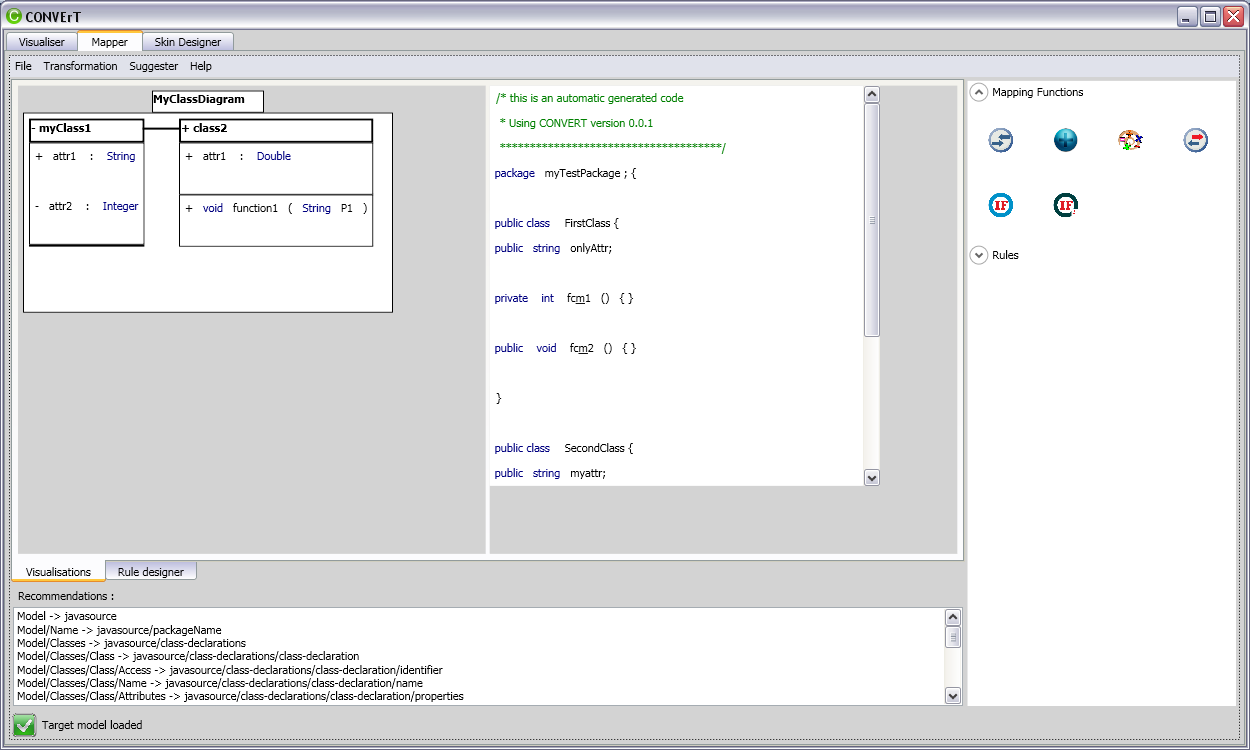 CONVErT
Visualiser Mapper Skin Designer
File Transformation Suggester Help
MyClassDiagram
- myClass1
+ attr1 : String
- attr2 : Integer
+ class2
+ attr1 : Double
+ void function1 ( String P1 )
/* this is an automatic generated code
* Using CONVERT version 0.0.1
**************************************/
package myTestPackage ; {
public class FirstClass {
public string onlyAttr;
private int fcm1 () { }
public void fcm2 () { }
}
public class SecondClass {
public string myattr;
Mapping Functions
IF IF
Rules
Visualisations Rule designer
Recommendations :
Model -> javasource
Model/Name -> javasource/packageName
Model/Classes -> javasource/class-declarations
Model/Classes/Class -> javasource/class-declarations/class-declaration
Model/Classes/Class/Access -> javasource/class-declarations/class-declaration/identifier
Model/Classes/Class/Name -> javasource/class-declarations/class-declaration/name
Model/Classes/Class/Attributes -> javasource/class-declarations/class-declaration/properties
Target model loaded